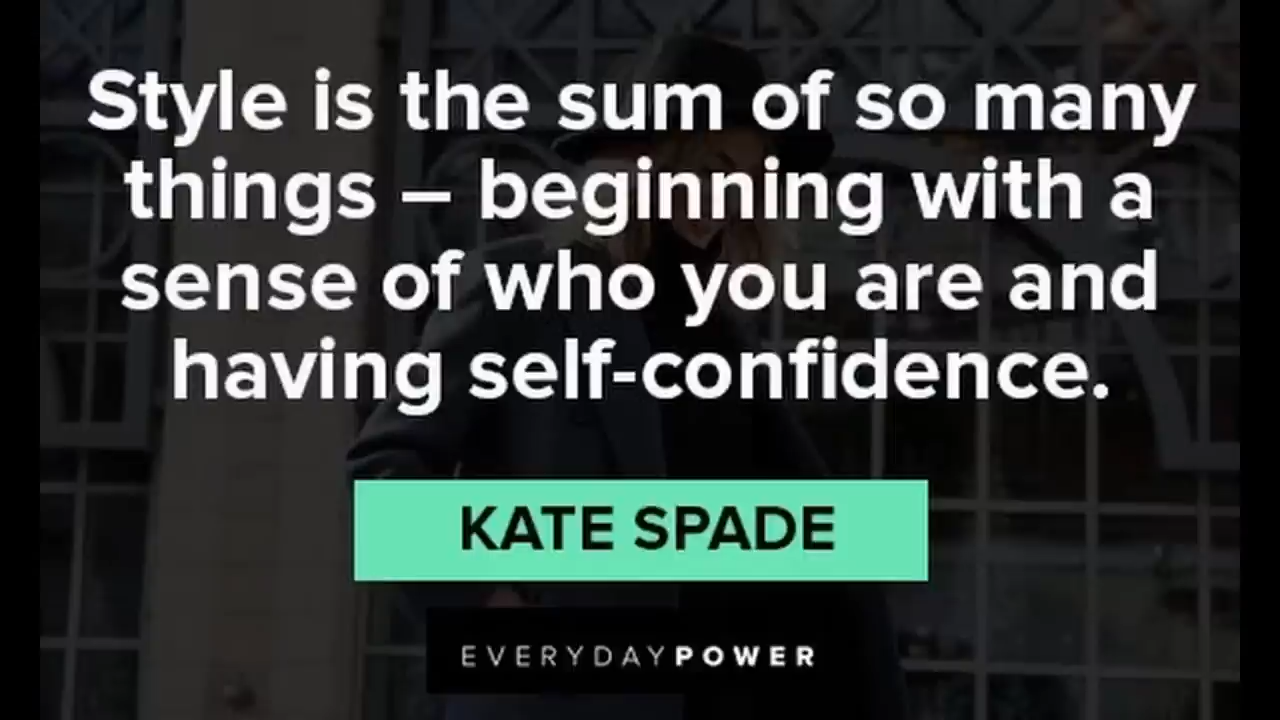 Style is the sum of so many
things – beginning with a
sense of who you are and
having self-confidence.
KATE SPADE
EVERYDAYPOWER